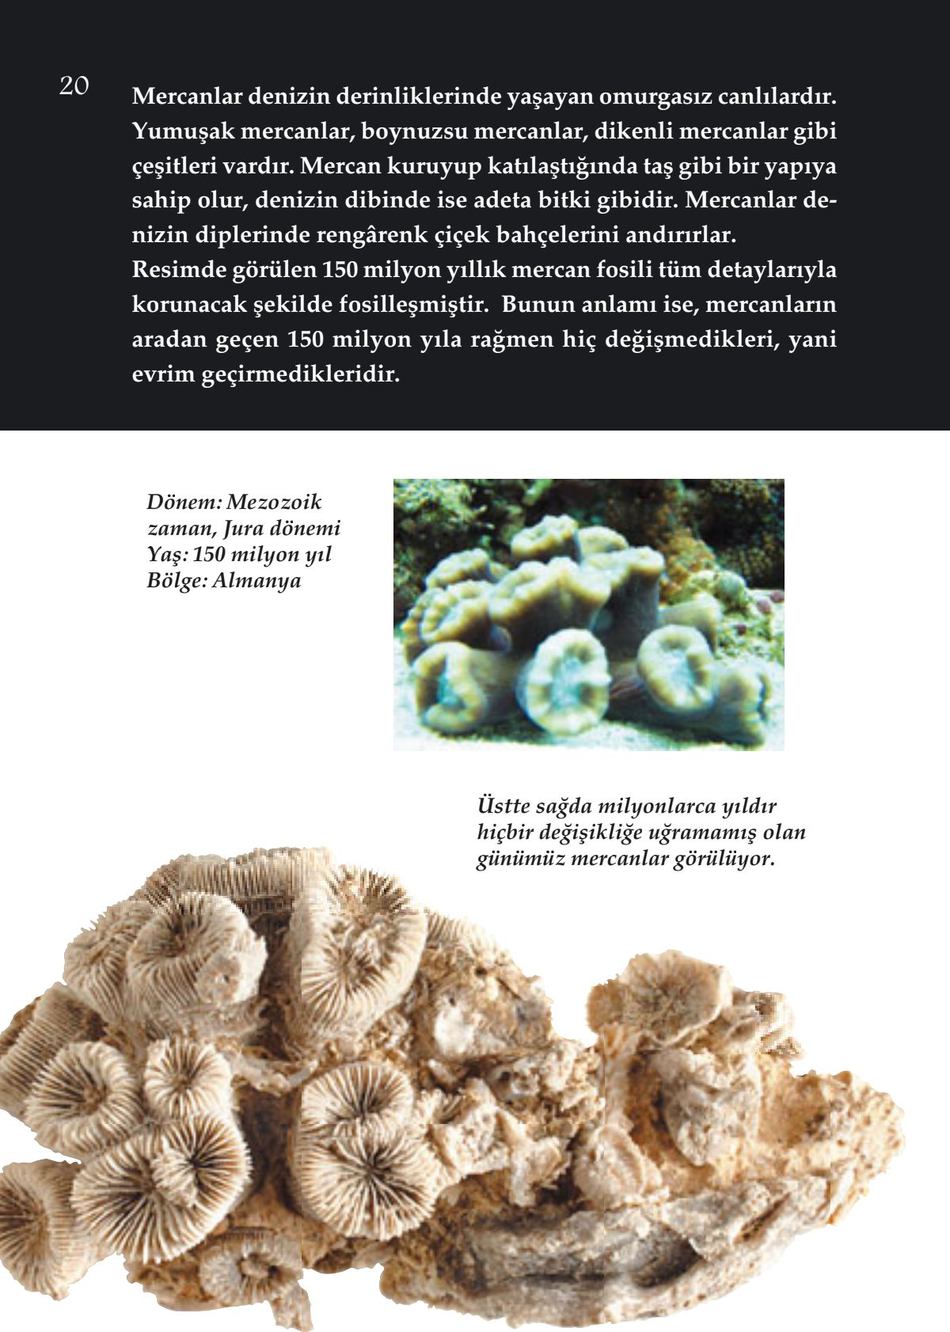 20
Mercanlar denizin derinliklerinde yaşayan omurgasız canlılardır.
Yumuşak mercanlar, boynuzsu mercanlar, dikenli mercanlar gibi
çeşitleri vardır. Mercan kuruyup katılaştığında taş gibi bir yapıya
sahip olur, denizin dibinde ise adeta bitki gibidir. Mercanlar de-
nizin diplerinde rengârenk çiçek bahçelerini andırırlar.
Resimde görülen 150 milyon yıllık mercan fosili tüm detaylarıyla
korunacak şekilde fosilleşmiştir. Bunun anlamı ise, mercanların
aradan geçen 150 milyon yıla rağmen hiç değişmedikleri, yani
evrim geçirmedikleridir.
Dönem: Mezozoik
zaman, Jura dönemi
Yaş: 150 milyon yıl
Bölge: Almanya
Üstte sağda milyonlarca yıldır
hiçbir değişikliğe uğramamış olan
günümüz mercanlar görülüyor.